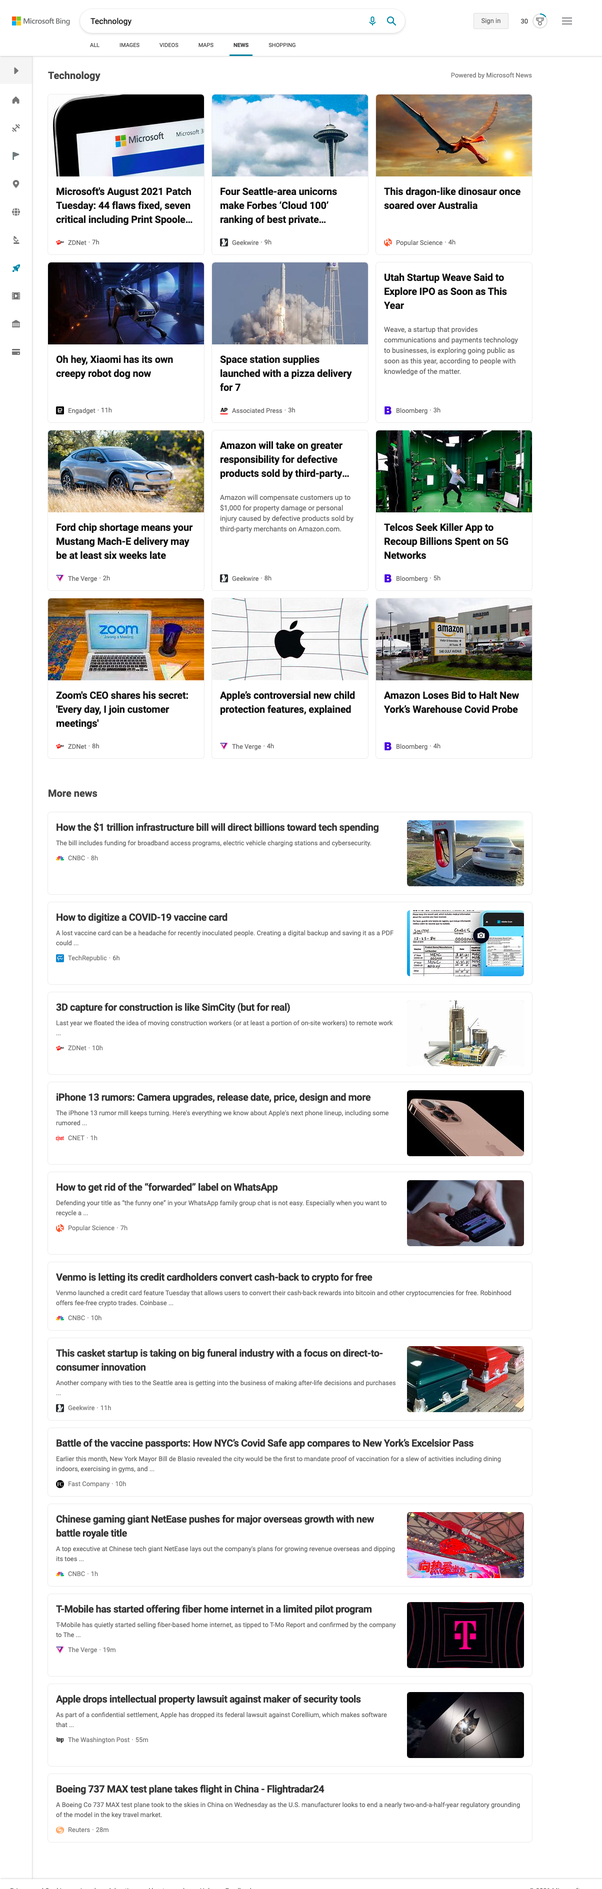 Microsoft Bing
Technology
Sign in
30
ALL
IMAGES
VIDEOS
MAPS
NEWS
SHOPPING
Technology
Powered by Microsoft News
Microsoft
Microsoft's August 2021 Patch
Tuesday: 44 flaws fixed, seven
critical including Print Spoole...
ZDNet · 7h
Four Seattle-area unicorns
make Forbes 'Cloud 100'
ranking of best private...
Geekwire · 9h
This dragon-like dinosaur once
soared over Australia
Popular Science · 4h
Oh hey, Xiaomi has its own
creepy robot dog now
Engadget · 11h
Space station supplies
launched with a pizza delivery
for 7
AP
Associated Press · 3h
Utah Startup Weave Said to
Explore IPO as Soon as This
Year
Weave, a startup that provides
communications and payments technology
to businesses, is exploring going public as
soon as this year, according to people with
knowledge of the matter.
B
Bloomberg · 3h
Ford chip shortage means your
Mustang Mach-E delivery may
be at least six weeks late
The Verge · 2h
Amazon will take on greater
responsibility for defective
products sold by third-party...
Amazon will compensate customers up to
$1,000 for property damage or personal
injury caused by defective products sold by
third-party merchants on Amazon.com.
Geekwire · 8h
Telcos Seek Killer App to
Recoup Billions Spent on 5G
Networks
B
Bloomberg · 5h
zoom
Zoom's CEO shares his secret:
'Every day, I join customer
meetings'
ZDNet · 8h
Apple's controversial new child
protection features, explained
The Verge · 4h
amazon
Amazon Loses Bid to Halt New
York's Warehouse Covid Probe
B
Bloomberg · 4h
More news
How the $1 trillion infrastructure bill will direct billions toward tech spending
The bill includes funding for broadband access programs, electric vehicle charging stations and cybersecurity.
CNBC · 8h
How to digitize a COVID-19 vaccine card
A lost vaccine card can be a headache for recently inoculated people. Creating a digital backup and saving it as a PDF
could ...
TechRepublic · 6h
3D capture for construction is like SimCity (but for real)
Last year we floated the idea of moving construction workers (or at least a portion of on-site workers) to remote work
...
ZDNet · 10h
iPhone 13 rumors: Camera upgrades, release date, price, design and more
The iPhone 13 rumor mill keeps turning. Here's everything we know about Apple's next phone lineup, including some
rumored ...
CNET · 1h
How to get rid of the "forwarded" label on WhatsApp
Defending your title as "the funny one" in your WhatsApp family group chat is not easy. Especially when you want to
recycle a ...
Popular Science · 7h
Venmo is letting its credit cardholders convert cash-back to crypto for free
Venmo launched a credit card feature Tuesday that allows users to convert their cash-back rewards into bitcoin and other cryptocurrencies for free. Robinhood
offers fee-free crypto trades. Coinbase ...
CNBC · 10h
This casket startup is taking on big funeral industry with a focus on direct-to-
consumer innovation
Another company with ties to the Seattle area is getting into the business of making after-life decisions and purchases
...
Geekwire · 11h
Battle of the vaccine passports: How NYC's Covid Safe app compares to New York's Excelsior Pass
Earlier this month, New York Mayor Bill de Blasio revealed the city would be the first to mandate proof of vaccination for a slew of activities including dining
indoors, exercising in gyms, and ...
Fast Company · 10h
Chinese gaming giant NetEase pushes for major overseas growth with new
battle royale title
A top executive at Chinese tech giant NetEase lays out the company's plans for growing revenue overseas and dipping
its toes ...
CNBC · 1h
T-Mobile has started offering fiber home internet in a limited pilot program
T-Mobile has quietly started selling fiber-based home internet, as tipped to T-Mo Report and confirmed by the company
to The ...
The Verge · 19m
T
Apple drops intellectual property lawsuit against maker of security tools
As part of a confidential settlement, Apple has dropped its federal lawsuit against Corellium, which makes software
that ...
wp
The Washington Post · 55m
Boeing 737 MAX test plane takes flight in China - Flightradar24
A Boeing Co 737 MAX test plane took to the skies in China on Wednesday as the U.S. manufacturer looks to end a nearly two-and-a-half-year regulatory grounding
of the model in the key travel market.
Reuters · 28m